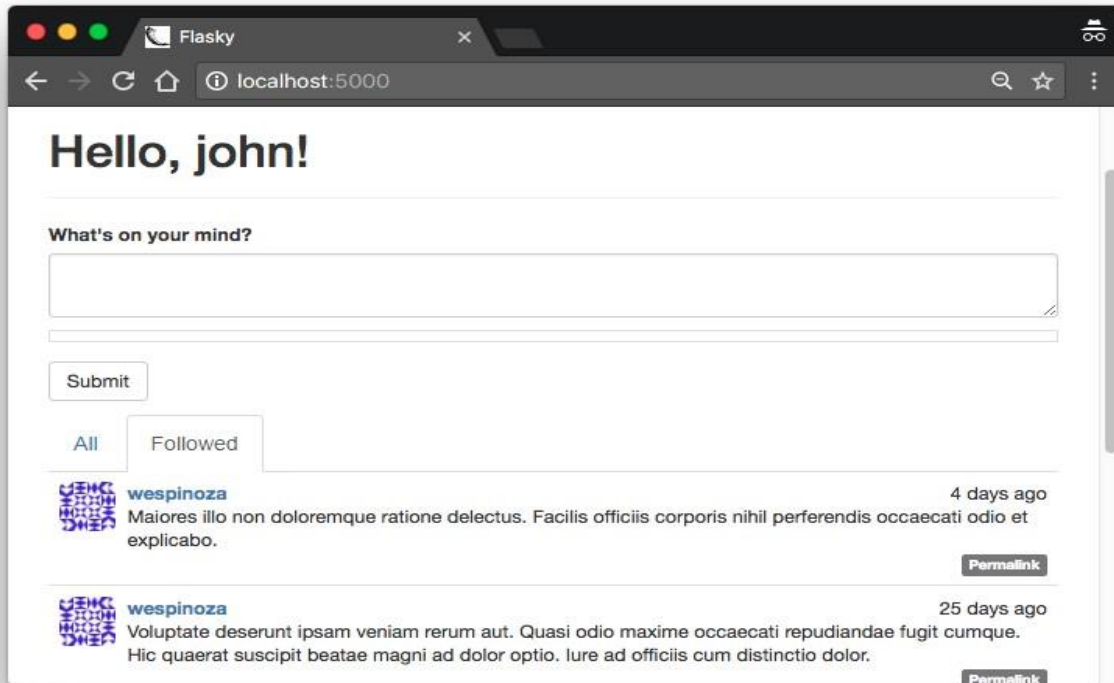 Flasky
localhost:5000
Hello, john!
What's on your mind?
Submit
All Followed
wespinoza 4 days ago
Maiores illo non doloremque ratione delectus. Facilis officiis corporis nihil perferendis occaecati odio et
explicabo.
Permalink
wespinoza 25 days ago
Voluptate deserunt ipsam veniam rerum aut. Quasi odio maxime occaecati repudiandae fugit cumque.
Hic quaerat suscipit beatae magni ad dolor optio. Iure ad officiis cum distinctio dolor.
Permalink